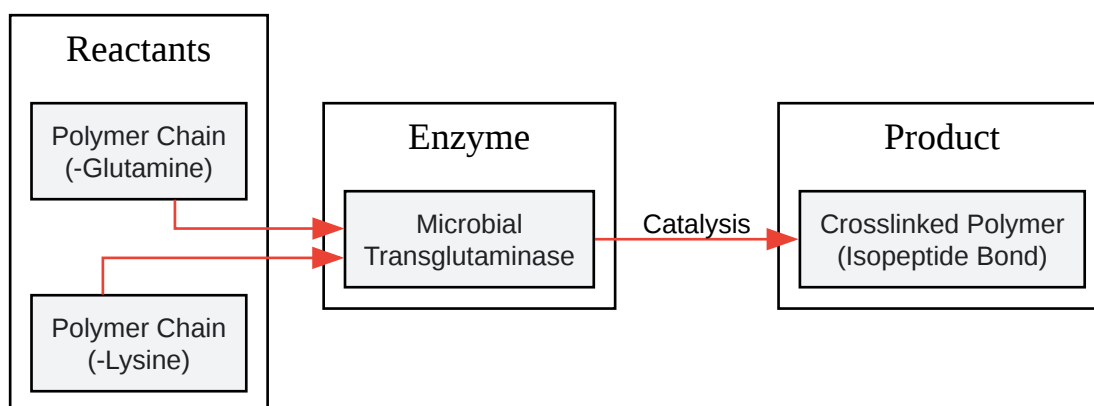 Reactants
Polymer Chain
(-Glutamine)
Polymer Chain
(-Lysine)
Enzyme
Microbial
Transglutaminase
Catalysis
Product
Crosslinked Polymer
(Isopeptide Bond)